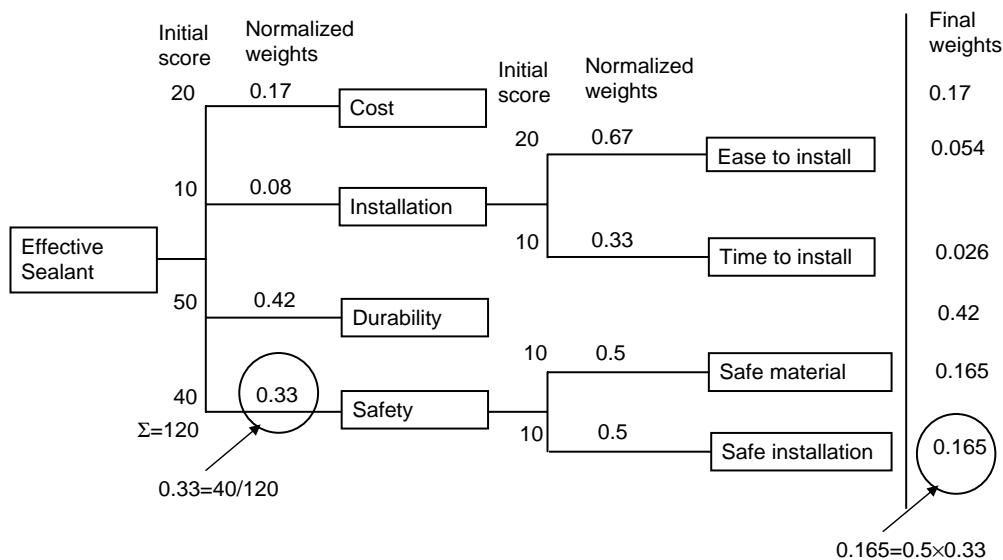 Initial
score
Normalized
weights
Final
weights
Initial
score
Normalized
weights
20
0.17
Cost
0.17
20
0.67
Ease to install
0.054
10
0.08
Installation
10
0.33
Time to install
0.026
Effective
Sealant
50
0.42
Durability
0.42
10
0.5
Safe material
0.165
40
0.33
Safety
Σ=120
10
0.5
Safe installation
0.165
0.33=40/120
0.165=0.5×0.33